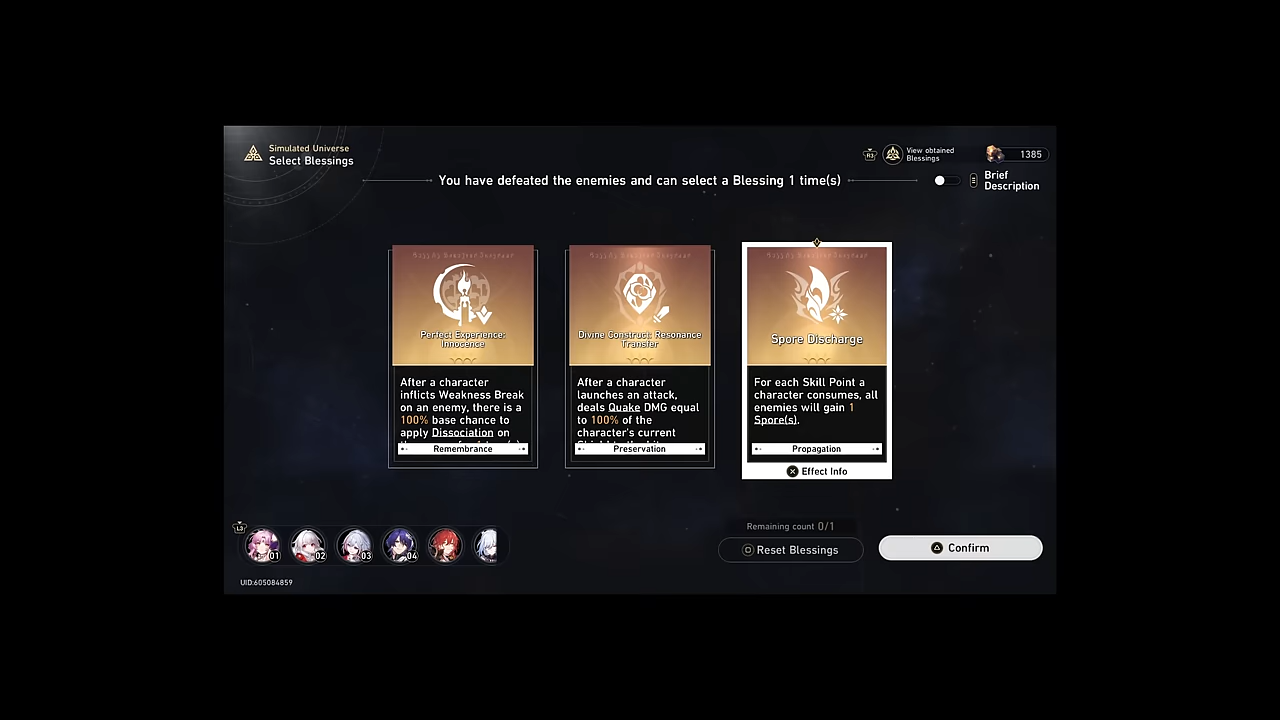 Simulated Universe
Select Blessings
R3
View obtained
Blessings
1385
You have defeated the enemies and can select a Blessing 1 time(s)
Brief
Description
Perfect Experience:
Innocence
After a character
inflicts Weakness Break
on an enemy, there is a
100% base chance to
apply Dissociation on
Remembrance
Divine Construct: Resonance
Transfer
After a character
launches an attack,
deals Quake DMG equal
to 100% of the
character's current
Preservation
Spore Discharge
For each Skill Point a
character consumes, all
enemies will gain 1
Spore(s).
Propagation
Effect Info
L3
01
02
03
04
Remaining count 0/1
Reset Blessings
Confirm
UID:605084859